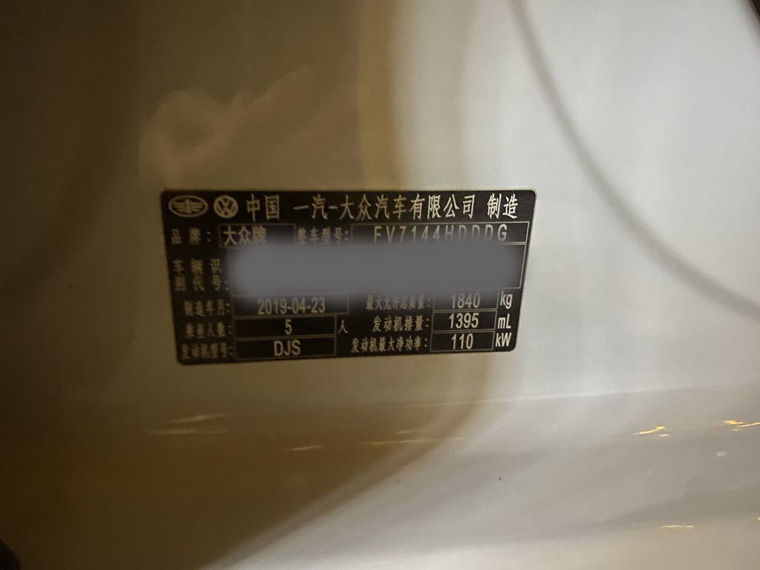 中国 一汽-大众汽车有限公司 制造
品牌: 大众牌 整车型号: FV7144HDDDG
车辆识
别代号:
制造年月: 2019-04-23 最大允许总质量: 1840 kg
乘坐人数: 5 人 发动机排量: 1395 mL
发动机型号: DJS 发动机最大净功率: 110 kW